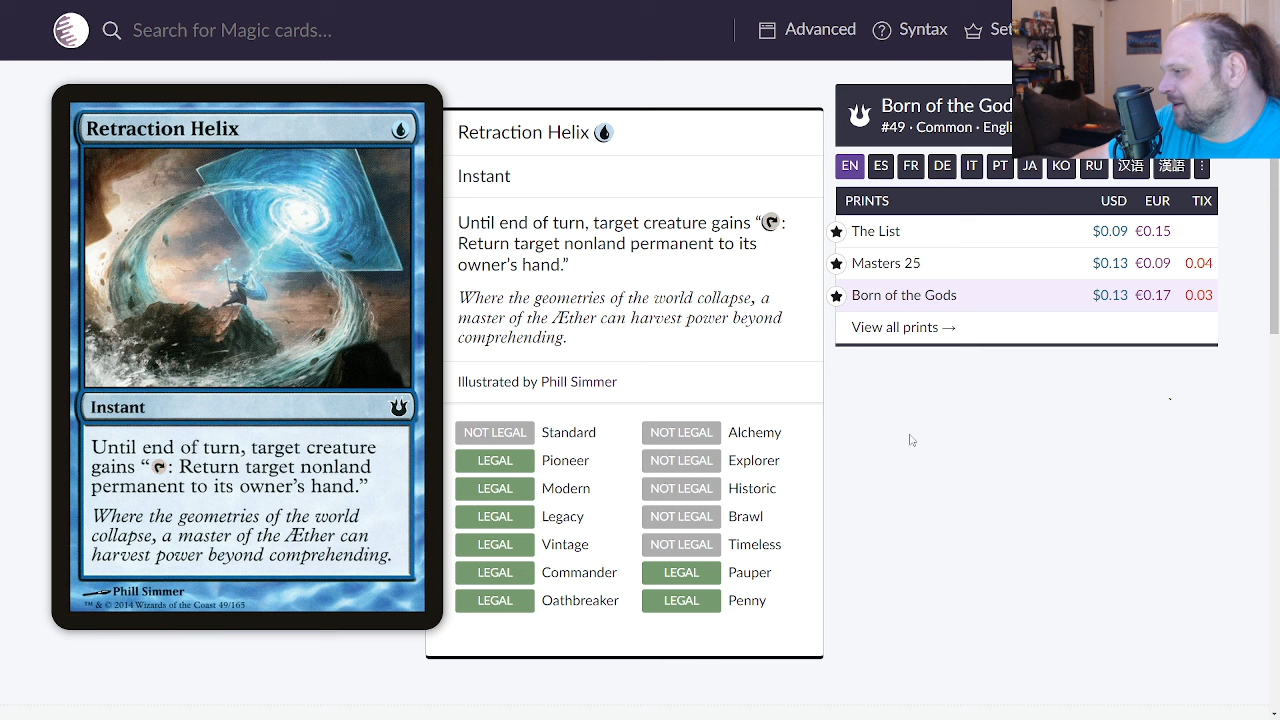 Search for Magic cards...
Advanced
Syntax
Set
Retraction Helix
Instant
Until end of turn, target creature
gains “ : Return target nonland
permanent to its owner's hand.”
Where the geometries of the world
collapse, a master of the Æther can
harvest power beyond comprehending.
Phill Simmer
™ & © 2014 Wizards of the Coast 49/165
Retraction Helix
Instant
Until end of turn, target creature gains “ :
Return target nonland permanent to its
owner's hand.”
Where the geometries of the world collapse, a
master of the Æther can harvest power beyond
comprehending.
Illustrated by Phill Simmer
NOT LEGAL Standard NOT LEGAL Alchemy
LEGAL Pioneer NOT LEGAL Explorer
LEGAL Modern NOT LEGAL Historic
LEGAL Legacy NOT LEGAL Brawl
LEGAL Vintage NOT LEGAL Timeless
LEGAL Commander LEGAL Pauper
LEGAL Oathbreaker LEGAL Penny
Born of the God
#49 · Common · Engli
EN ES FR DE IT PT JA KO RU 汉语 漢語
PRINTS USD EUR TIX
The List $0.09 €0.15
Masters 25 $0.13 €0.09 0.04
Born of the Gods $0.13 €0.17 0.03
View all prints →